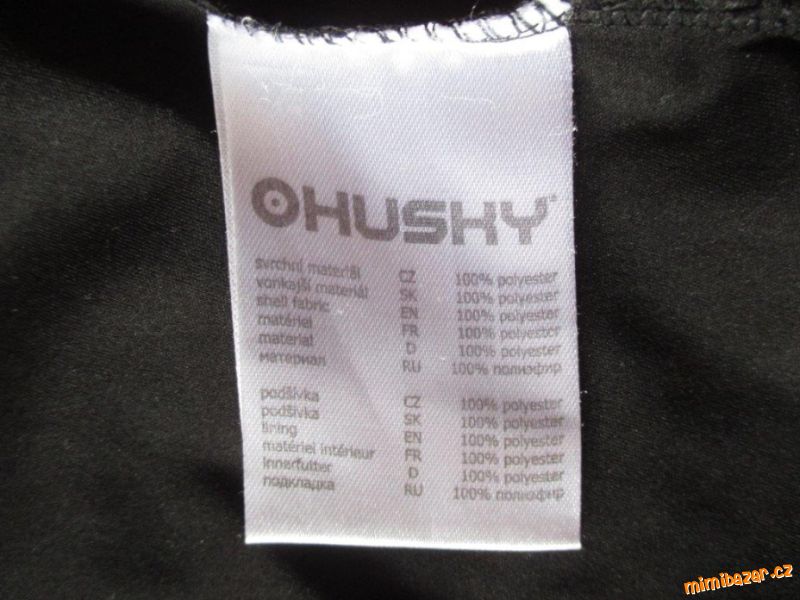 HUSKY
svrchní materiál CZ 100% polyester
vonkajší materiál SK 100% polyester
shell fabric EN 100% polyester
matériel FR 100% polyester
material D 100% polyester
материал RU 100% полиэфир
podšívka CZ 100% polyester
podšívka SK 100% polyester
lining EN 100% polyester
matériel intérieur FR 100% polyester
innerfutter D 100% polyester
подкладка RU 100% полиэфир
mimibazar.cz